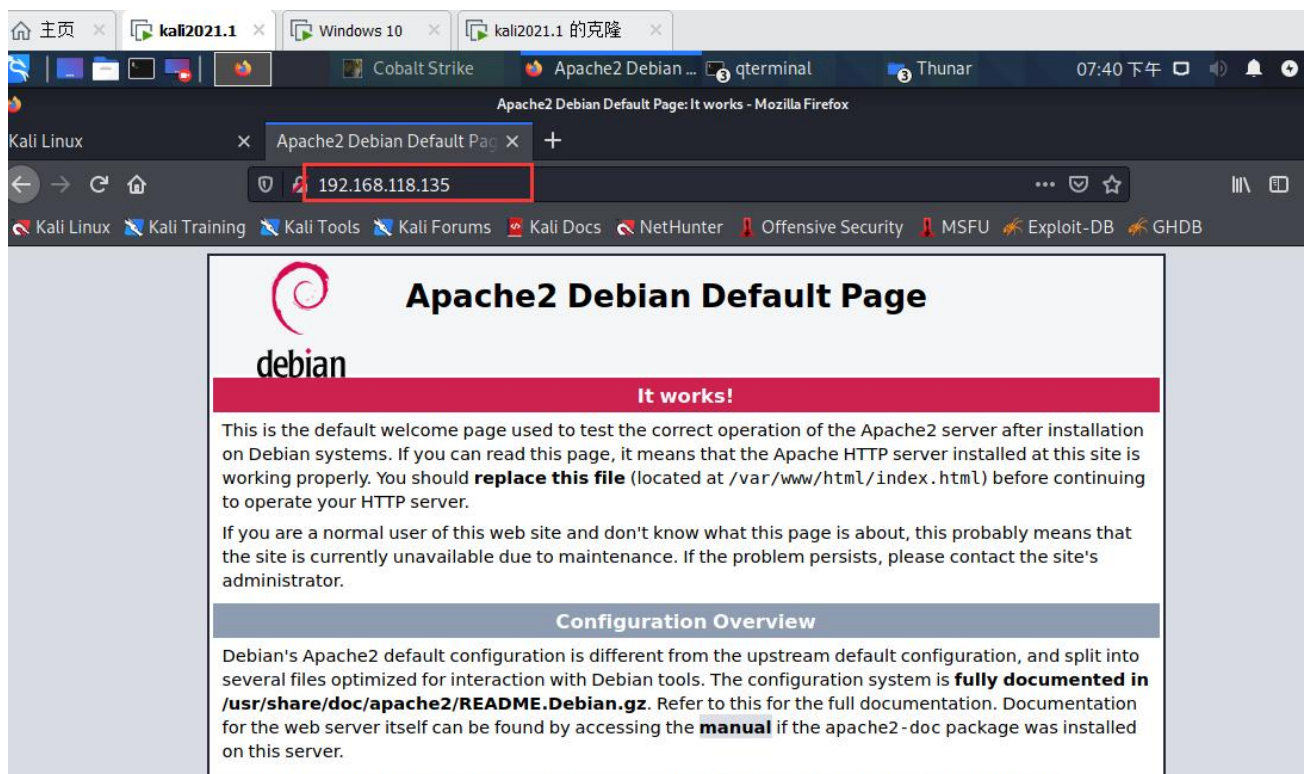 主页 kali2021.1 Windows 10 kali2021.1 的克隆
Cobalt Strike Apache2 Debian ... 3 qterminal 3 Thunar 07:40 下午
Apache2 Debian Default Page: It works - Mozilla Firefox
Kali Linux Apache2 Debian Default Pag
192.168.118.135
Kali Linux Kali Training Kali Tools Kali Forums Kali Docs NetHunter Offensive Security MSFU Exploit-DB GHDB
Apache2 Debian Default Page
debian
It works!
This is the default welcome page used to test the correct operation of the Apache2 server after installation
on Debian systems. If you can read this page, it means that the Apache HTTP server installed at this site is
working properly. You should replace this file (located at /var/www/html/index.html) before continuing
to operate your HTTP server.
If you are a normal user of this web site and don't know what this page is about, this probably means that
the site is currently unavailable due to maintenance. If the problem persists, please contact the site's
administrator.
Configuration Overview
Debian's Apache2 default configuration is different from the upstream default configuration, and split into
several files optimized for interaction with Debian tools. The configuration system is fully documented in
/usr/share/doc/apache2/README.Debian.gz. Refer to this for the full documentation. Documentation
for the web server itself can be found by accessing the manual if the apache2-doc package was installed
on this server.